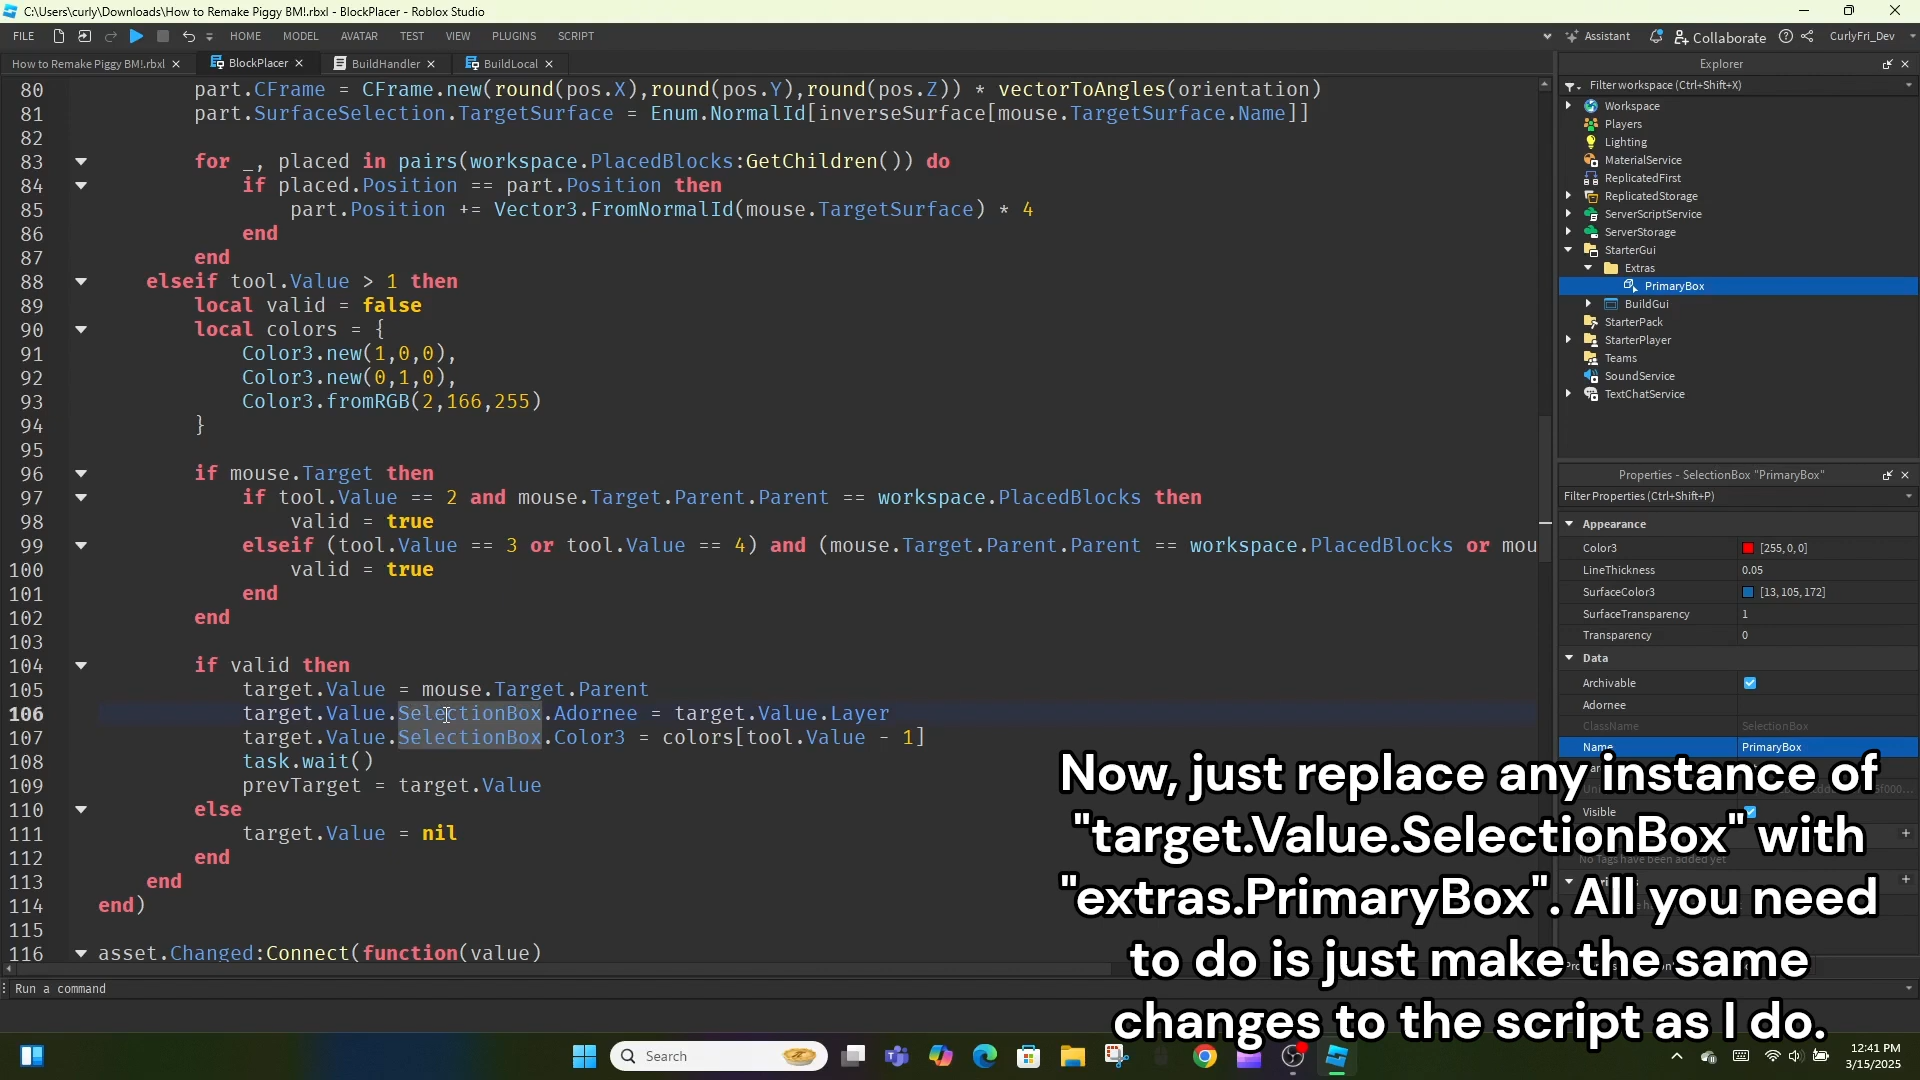 C:\Users\curly\Downloads\How to Remake Piggy BM!.rbxl - BlockPlacer - Roblox Studio
FILE HOME MODEL AVATAR TEST VIEW PLUGINS SCRIPT Assistant Collaborate CurlyFri_Dev
How to Remake Piggy BM!.rbxl BlockPlacer BuildHandler BuildLocal
80 part.CFrame = CFrame.new(round(pos.X),round(pos.Y),round(pos.Z)) * vectorToAngles(orientation)
81 part.SurfaceSelection.TargetSurface = Enum.NormalId[inverseSurface[mouse.TargetSurface.Name]]
82
83 for _, placed in pairs(workspace.PlacedBlocks:GetChildren()) do
84 if placed.Position == part.Position then
85 part.Position += Vector3.FromNormalId(mouse.TargetSurface) * 4
86 end
87 end
88 elseif tool.Value > 1 then
89 local valid = false
90 local colors = {
91 Color3.new(1,0,0),
92 Color3.new(0,1,0),
93 Color3.fromRGB(2,166,255)
94 }
95
96 if mouse.Target then
97 if tool.Value == 2 and mouse.Target.Parent.Parent == workspace.PlacedBlocks then
98 valid = true
99 elseif (tool.Value == 3 or tool.Value == 4) and (mouse.Target.Parent.Parent == workspace.PlacedBlocks or mou
100 valid = true
101 end
102 end
103
104 if valid then
105 target.Value = mouse.Target.Parent
106 target.Value.SelectionBox.Adornee = target.Value.Layer
107 target.Value.SelectionBox.Color3 = colors[tool.Value - 1]
108 task.wait()
109 prevTarget = target.Value
110 else
111 target.Value = nil
112 end
113 end
114 end)
115
116 asset.Changed:Connect(function(value)
Run a command
Explorer
Filter workspace (Ctrl+Shift+X)
Workspace
Players
Lighting
MaterialService
ReplicatedFirst
ReplicatedStorage
ServerScriptService
ServerStorage
StarterGui
Extras
PrimaryBox
BuildGui
StarterPack
StarterPlayer
Teams
SoundService
TextChatService
Properties - SelectionBox "PrimaryBox"
Filter Properties (Ctrl+Shift+P)
Appearance
Color3 [255, 0, 0]
LineThickness 0.05
SurfaceColor3 [13, 105, 172]
SurfaceTransparency 1
Transparency 0
Data
Archivable
Adornee
ClassName SelectionBox
Name PrimaryBox
Visible
No Tags have been added yet
Now, just replace any instance of
"target.Value.SelectionBox" with
"extras.PrimaryBox". All you need
to do is just make the same
changes to the script as I do.
Search
12:41 PM
3/15/2025